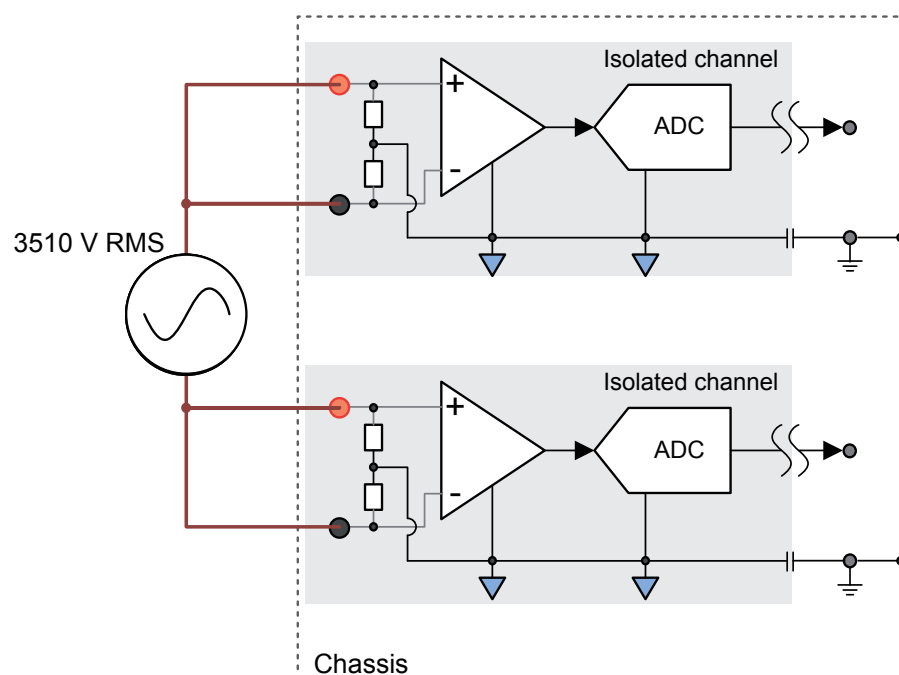 Isolated channel
+
-
ADC
3510 V RMS
Isolated channel
+
-
ADC
Chassis